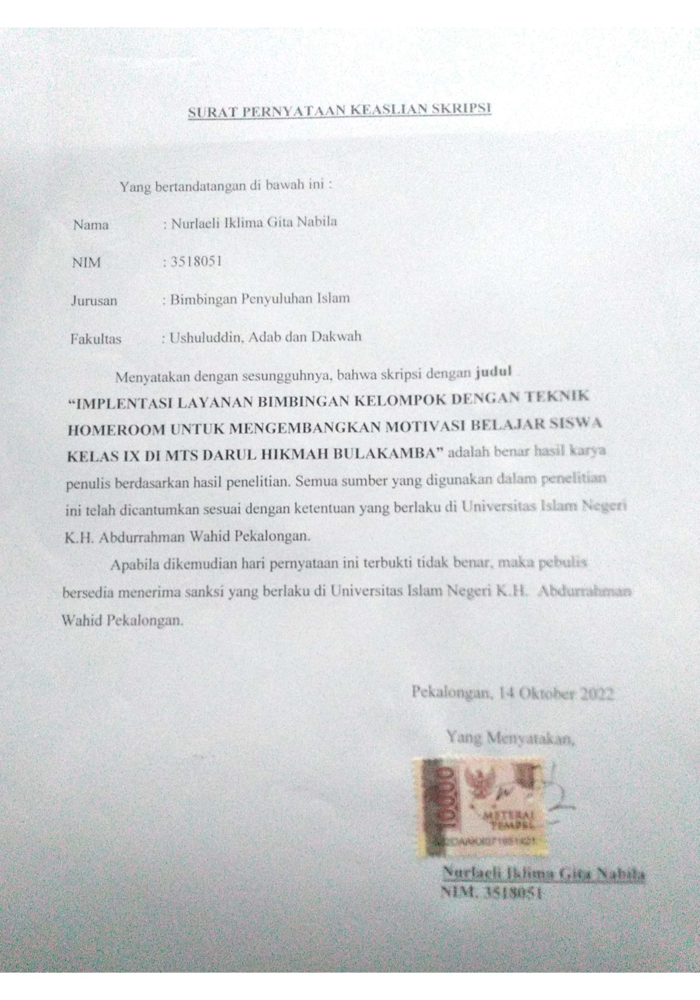 SURAT PERNYATAAN KEASLIAN SKRIPSI
Yang bertandatangan di bawah ini :
Nama : Nurlaeli Iklima Gita Nabila
NIM : 3518051
Jurusan : Bimbingan Penyuluhan Islam
Fakultas : Ushuluddin, Adab dan Dakwah
Menyatakan dengan sesungguhnya, bahwa skripsi dengan judul
“IMPLENTASI LAYANAN BIMBINGAN KELOMPOK DENGAN TEKNIK
HOMEROOM UNTUK MENGEMBANGKAN MOTIVASI BELAJAR SISWA
KELAS IX DI MTS DARUL HIKMAH BULAKAMBA” adalah benar hasil karya
penulis berdasarkan hasil penelitian. Semua sumber yang digunakan dalam penelitian
ini telah dicantumkan sesuai dengan ketentuan yang berlaku di Universitas Islam Negeri
K.H. Abdurrahman Wahid Pekalongan.
Apabila dikemudian hari pernyataan ini terbukti tidak benar, maka pebulis
bersedia menerima sanksi yang berlaku di Universitas Islam Negeri K.H. Abdurrahman
Wahid Pekalongan.
Pekalongan, 14 Oktober 2022
Yang Menyatakan,
10000
METERAI
TEMPEL
Nurlaeli Iklima Gita Nabila
NIM. 3518051